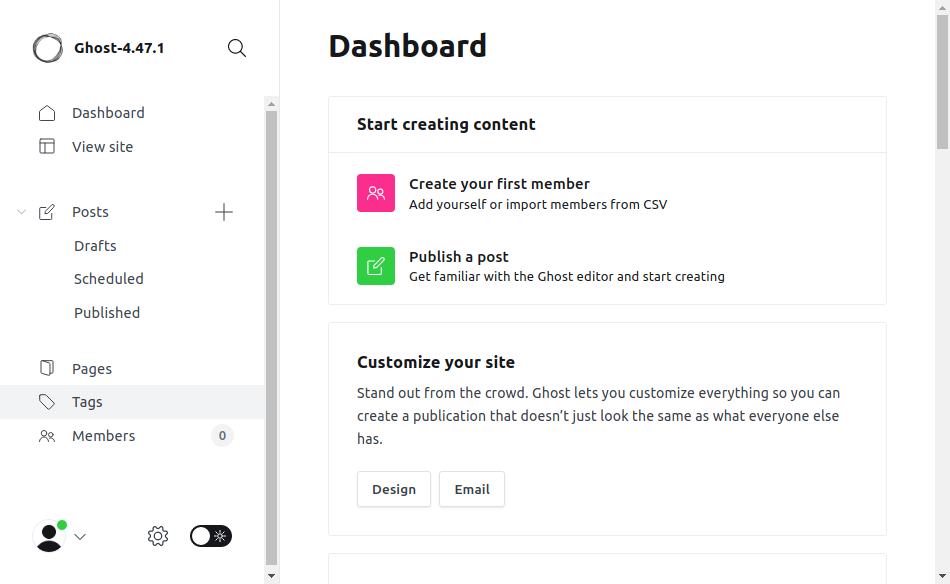 Ghost-4.47.1
Dashboard
View site
Posts
Drafts
Scheduled
Published
Pages
Tags
Members
0
Dashboard
Start creating content
Create your first member
Add yourself or import members from CSV
Publish a post
Get familiar with the Ghost editor and start creating
Customize your site
Stand out from the crowd. Ghost lets you customize everything so you can
create a publication that doesn’t just look the same as what everyone else
has.
Design
Email